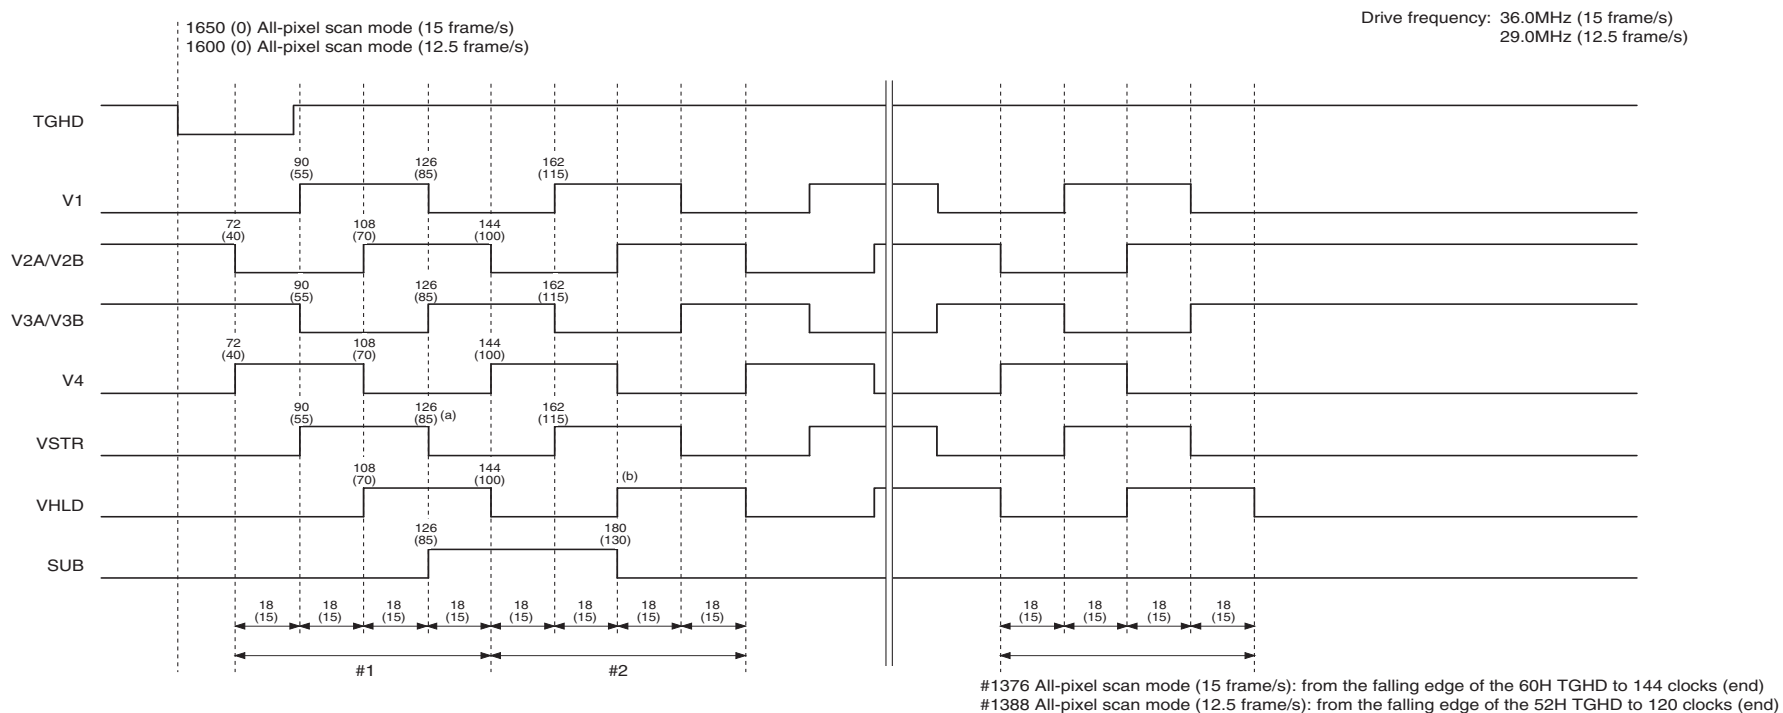 1650 (0) All-pixel scan mode (15 frame/s)
1600 (0) All-pixel scan mode (12.5 frame/s)
Drive frequency: 36.0MHz (15 frame/s)
29.0MHz (12.5 frame/s)
TGHD
90 126 162
(55) (85) (115)
V1
72 108 144
(40) (70) (100)
V2A/V2B
90 126 162
(55) (85) (115)
V3A/V3B
72 108 144
(40) (70) (100)
V4
90 126 162
(55) (85) (a) (115)
VSTR
108 144 (b)
(70) (100)
VHLD
126 180
(85) (130)
SUB
18 18 18 18 18 18 18 18 18 18 18 18
(15) (15) (15) (15) (15) (15) (15) (15) (15) (15) (15) (15)
#1 #2
#1376 All-pixel scan mode (15 frame/s): from the falling edge of the 60H TGHD to 144 clocks (end)
#1388 All-pixel scan mode (12.5 frame/s): from the falling edge of the 52H TGHD to 120 clocks (end)